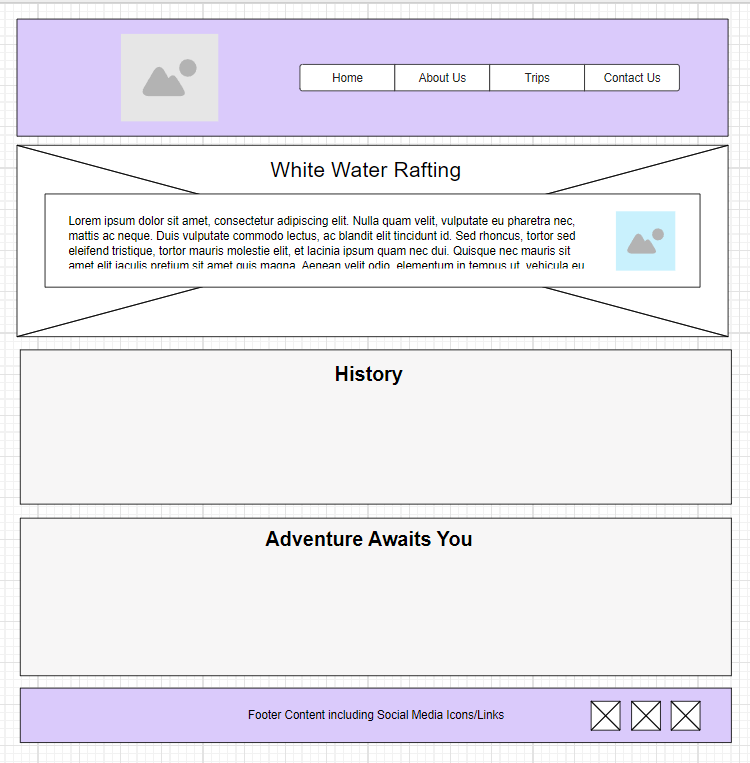 Home
About Us
Trips
Contact Us
White Water Rafting
Lorem ipsum dolor sit amet, consectetur adipiscing elit. Nulla quam velit, vulputate eu pharetra nec,
mattis ac neque. Duis vulputate commodo lectus, ac blandit elit tincidunt id. Sed rhoncus, tortor sed
eleifend tristique, tortor mauris molestie elit, et lacinia ipsum quam nec dui. Quisque nec mauris sit
amet elit iaculis pretium sit amet quis magna. Aenean velit odio, elementum in tempus ut, vehicula eu
History
Adventure Awaits You
Footer Content including Social Media Icons/Links